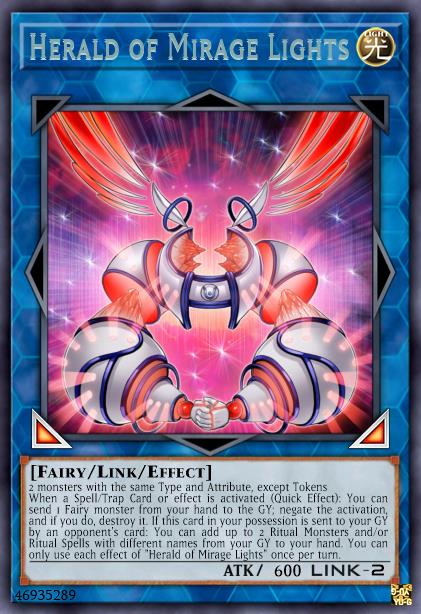 HERALD OF MIRAGE LIGHTS
LIGHT
光
[FAIRY/LINK/EFFECT]
2 monsters with the same Type and Attribute, except Tokens
When a Spell/Trap Card or effect is activated (Quick Effect): You can
send 1 Fairy monster from your hand to the GY; negate the activation,
and if you do, destroy it. If this card in your possession is sent to your GY
by an opponent's card: You can add up to 2 Ritual Monsters and/or
Ritual Spells with different names from your GY to your hand. You can
only use each effect of "Herald of Mirage Lights" once per turn.
ATK/ 600 LINK-2
46935289